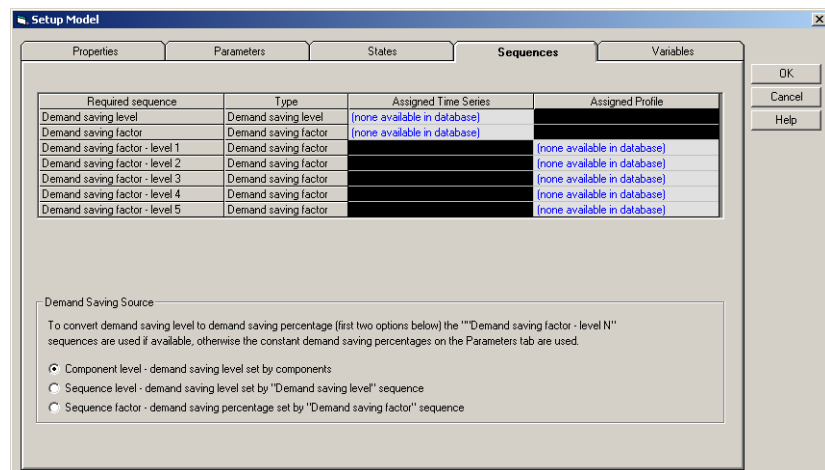 Setup Model
Properties Parameters States Sequences Variables
OK
Cancel
Help
Required sequence Type Assigned Time Series Assigned Profile
Demand saving level Demand saving level (none available in database)
Demand saving factor Demand saving factor (none available in database)
Demand saving factor - level 1 Demand saving factor (none available in database)
Demand saving factor - level 2 Demand saving factor (none available in database)
Demand saving factor - level 3 Demand saving factor (none available in database)
Demand saving factor - level 4 Demand saving factor (none available in database)
Demand saving factor - level 5 Demand saving factor (none available in database)
Demand Saving Source
To convert demand saving level to demand saving percentage (first two options below) the ""Demand saving factor - level N"
sequences are used if available, otherwise the constant demand saving percentages on the Parameters tab are used.
Component level - demand saving level set by components
Sequence level - demand saving level set by "Demand saving level" sequence
Sequence factor - demand saving percentage set by "Demand saving factor" sequence